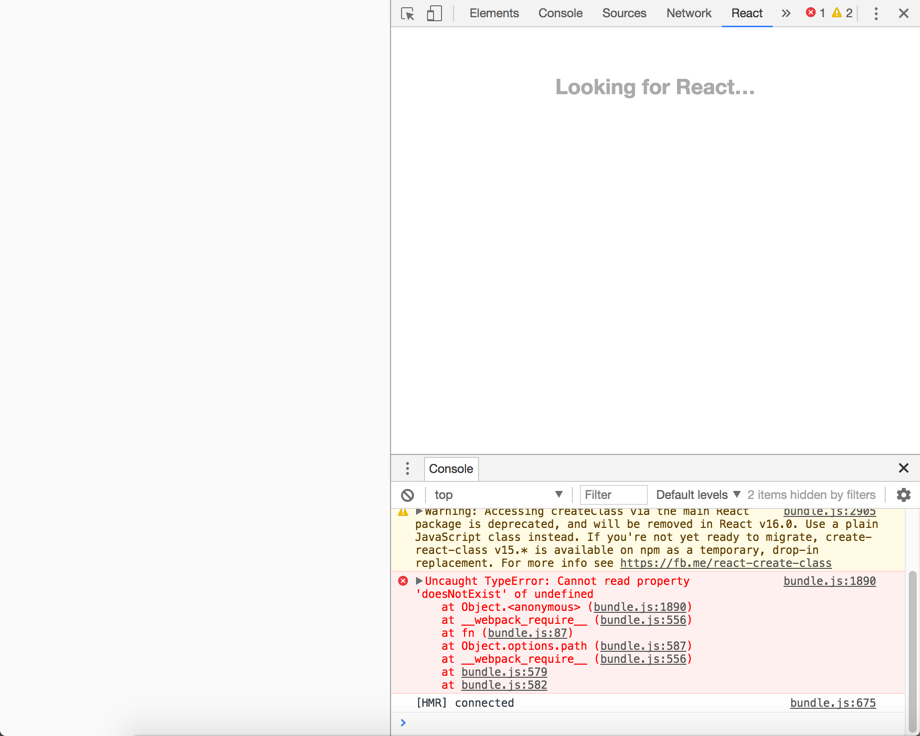 Elements Console Sources Network React » 1 2
Looking for React…
Console
top Filter Default levels 2 items hidden by filters
Warning: Accessing createClass via the main React bundle.js:2905
package is deprecated, and will be removed in React v16.0. Use a plain
JavaScript class instead. If you're not yet ready to migrate, create-
react-class v15.* is available on npm as a temporary, drop-in
replacement. For more info see https://fb.me/react-create-class
Uncaught TypeError: Cannot read property bundle.js:1890
'doesNotExist' of undefined
at Object.<anonymous> (bundle.js:1890)
at __webpack_require__ (bundle.js:556)
at fn (bundle.js:87)
at Object.options.path (bundle.js:587)
at __webpack_require__ (bundle.js:556)
at bundle.js:579
at bundle.js:582
[HMR] connected bundle.js:675